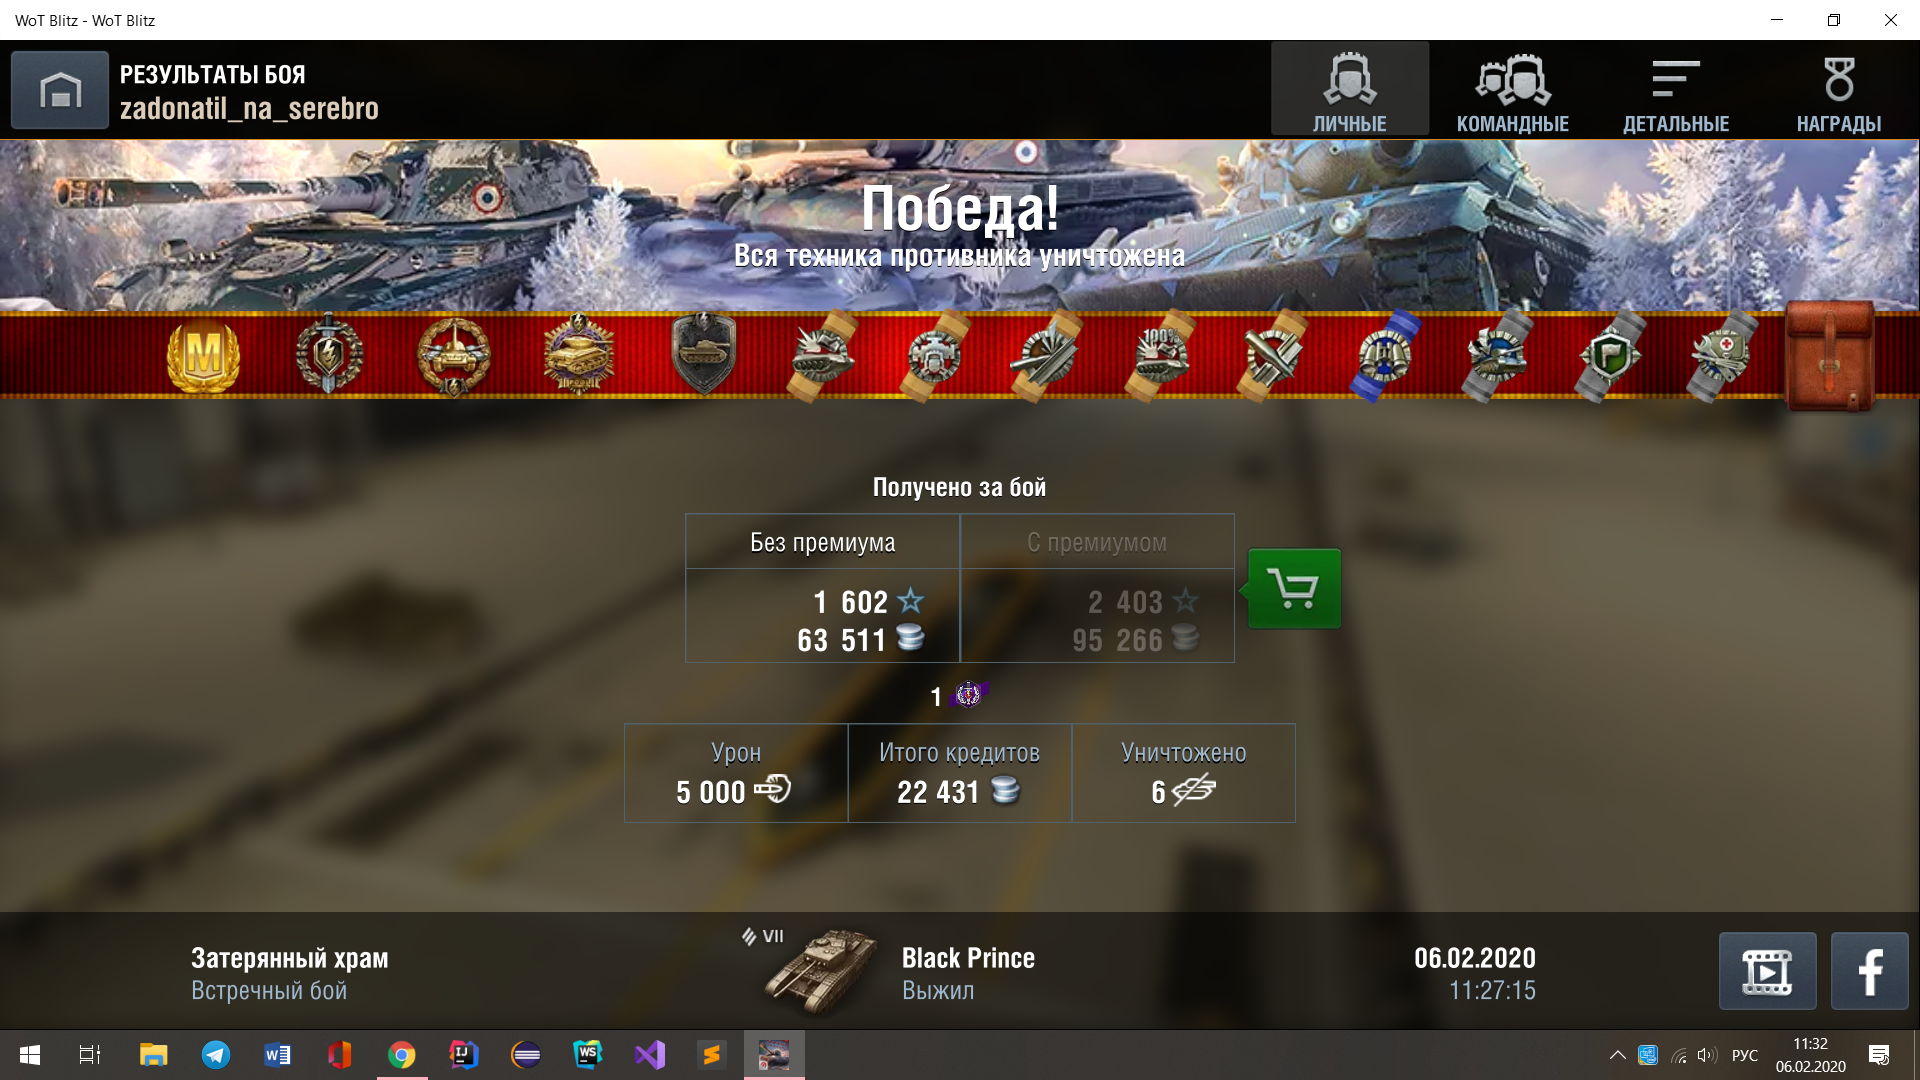 WoT Blitz - WoT Blitz
РЕЗУЛЬТАТЫ БОЯ
zadonatil_na_serebro
ЛИЧНЫЕ
КОМАНДНЫЕ
ДЕТАЛЬНЫЕ
НАГРАДЫ
Победа!
Вся техника противника уничтожена
M
100%
Получено за бой
Без премиума
С премиумом
1 602
2 403
63 511
95 266
1
Урон
Итого кредитов
Уничтожено
5 000
22 431
6
VII
Затерянный храм
Black Prince
06.02.2020
Встречный бой
Выжил
11:27:15
f
W
IJ
WS
РУС
11:32
06.02.2020